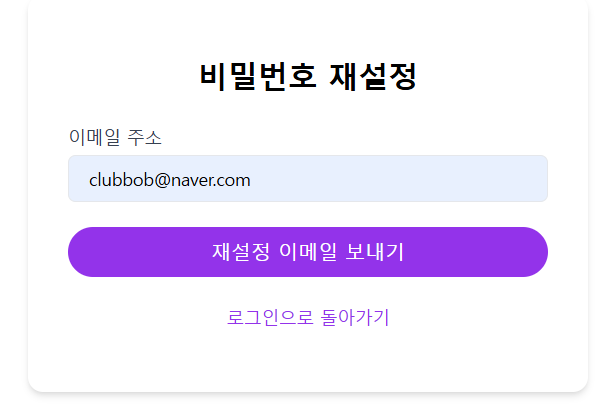 비밀번호 재설정
이메일 주소
clubbob@naver.com
재설정 이메일 보내기
로그인으로 돌아가기